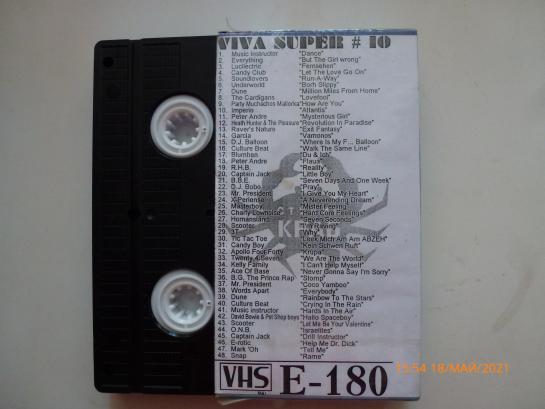 VIVA SUPER # 10
1. Music Instructor "Dance"
2. Everything "But The Girl wrong"
3. Lucilectric "Fernsehen"
4. Candy Club "Let The Love Go On"
5. Soundlovers "Run-A-Way"
6. Underworld "Born Slippy"
7. Dune "Million Miles From Home"
8. The Cardigans "Lovefool"
9. Party Muchachos Mallorka "How Are You"
10. Imperio "Atlantis"
11. Peter Andre "Mysterious Girl"
12. Heath Hunter & The Pleasure "Revolution In Paradise"
13. Raver's Nature "Exit Fantasy"
14. Garcia "Vamonos"
15. D.J. Balloon "Where Is My F... Balloon"
16. Culture Beat "Walk The Same Line"
17. Blumhan "Du & Ich"
18. Peter Andre "Flava"
19. R.H.B. "Reality"
20. Captain Jack "Little Boy"
21. B.B.E. "Seven Days And One Week"
22. D.J. Bobo "Pray"
23. Mr. President "I Give You My Heart"
24. X-Perience "A Neverending Dream"
25. Masterboy "Mister Feeling"
26. Charly Lownoise "Hard Core Feelings"
27. Homansland "Seven Seconds"
28. Scooter "I'm Raving"
29. 3T "Why"
30. Tic Tac Toe "Leck Mich Am ABZEH"
31. Candy Boy "Kein Schwein Ruft"
32. Apollo Four Forty "Krupa"
33. Twenty 4 Seven "We Are The World"
34. Kelly Family "I Can't Help Myself"
35. Ace Of Base "Never Gonna Say I'm Sorry"
36. B.G. The Prince Rap "Stomp"
37. Mr. President "Coco Yamboo"
38. Words Apart "Everybody"
39. Dune "Rainbow To The Stars"
40. Culture Beat "Crying In The Rain"
41. Music instructor "Hands In The Air"
42. David Bowie & Pet Shop boys "Hallo Spaceboy"
43. Scooter "Let Me Be Your Valentine"
44. O.N.B. "Israelites"
45. Captain Jack "Drill Instructor"
46. E-rotic "Help Me Dr. Dick"
47. Mark 'Oh "Tell Me"
48. Snap "Rame"
VHS E-180
15:54 18/МАЙ/2021